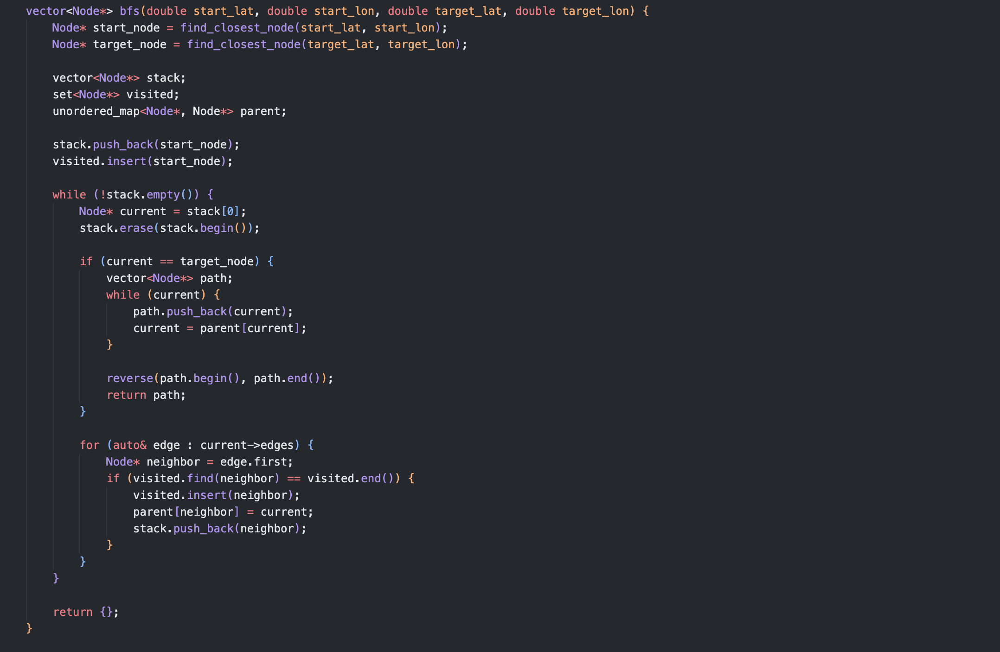 vector<Node*> bfs(double start_lat, double start_lon, double target_lat, double target_lon) {
    Node* start_node = find_closest_node(start_lat, start_lon);
    Node* target_node = find_closest_node(target_lat, target_lon);

    vector<Node*> stack;
    set<Node*> visited;
    unordered_map<Node*, Node*> parent;

    stack.push_back(start_node);
    visited.insert(start_node);

    while (!stack.empty()) {
        Node* current = stack[0];
        stack.erase(stack.begin());

        if (current == target_node) {
            vector<Node*> path;
            while (current) {
                path.push_back(current);
                current = parent[current];
            }

            reverse(path.begin(), path.end());
            return path;
        }

        for (auto& edge : current->edges) {
            Node* neighbor = edge.first;
            if (visited.find(neighbor) == visited.end()) {
                visited.insert(neighbor);
                parent[neighbor] = current;
                stack.push_back(neighbor);
            }
        }
    }

    return {};
}